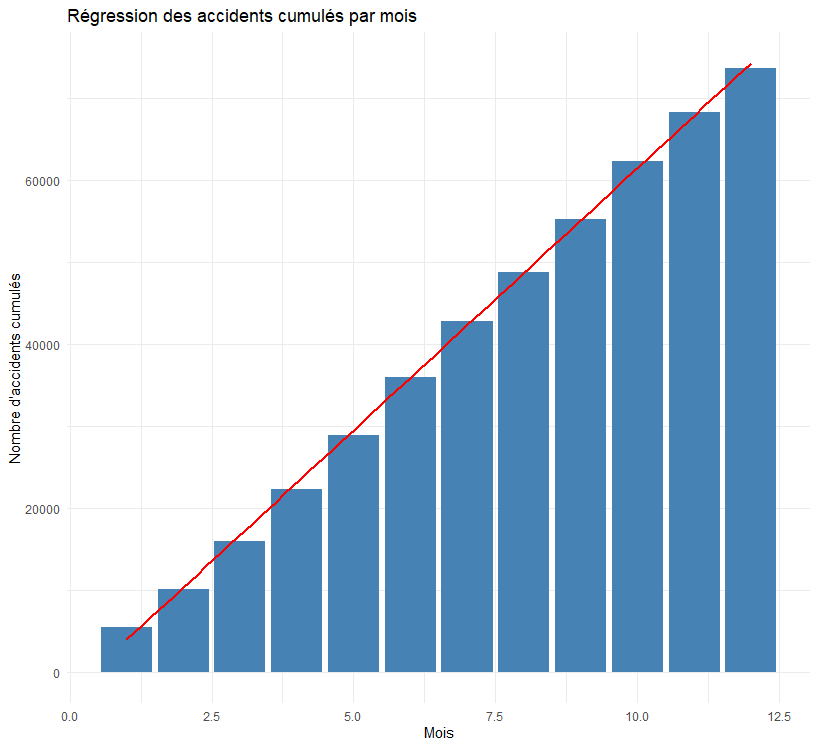 Régression des accidents cumulés par mois
Nombre d'accidents cumulés
60000
40000
20000
0
0.0 2.5 5.0 7.5 10.0 12.5
Mois